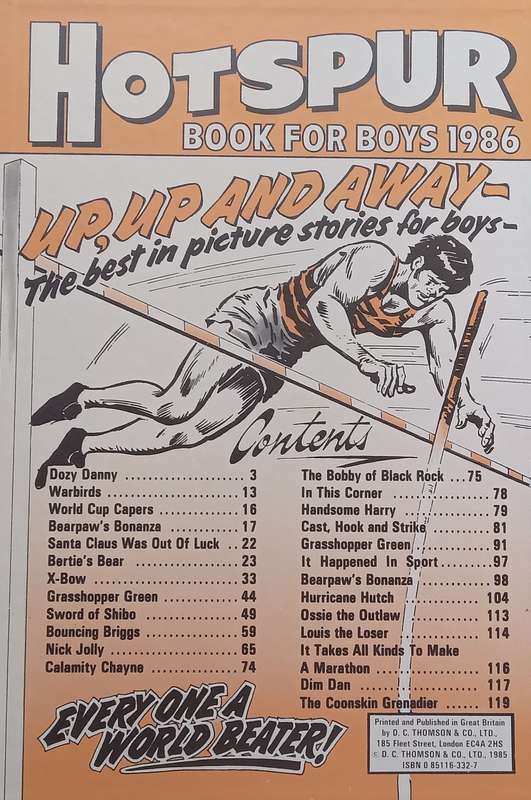 HOTSPUR
BOOK FOR BOYS 1986
UP, UP AND AWAY—
The best in picture stories for boys—
Contents
Dozy Danny .................. 3
Warbirds .................. 13
World Cup Capers .................. 16
Bearpaw's Bonanza .................. 17
Santa Claus Was Out Of Luck .. 22
Bertie's Bear .................. 23
X-Bow .................. 33
Grasshopper Green .................. 44
Sword of Shibo .................. 49
Bouncing Briggs .................. 59
Nick Jolly .................. 65
Calamity Chayne .................. 74
The Bobby of Black Rock ...75
In This Corner .................. 78
Handsome Harry .................. 79
Cast, Hook and Strike .................. 81
Grasshopper Green .................. 91
It Happened In Sport ........97
Bearpaw's Bonanza .................. 98
Hurricane Hutch .................. 104
Ossie the Outlaw .................. 113
Louis the Loser .................. 114
It Takes All Kinds To Make
A Marathon .................. 116
Dim Dan .................. 117
The Coonskin Grenadier ...... 119
EVERY ONE A
WORLD BEATER!
Printed and Published in Great Britain
by D. C. THOMSON & CO., LTD.,
185 Fleet Street, London EC4A 2HS
© D. C. THOMSON & CO., LTD., 1985
ISBN 0 85116-332-7